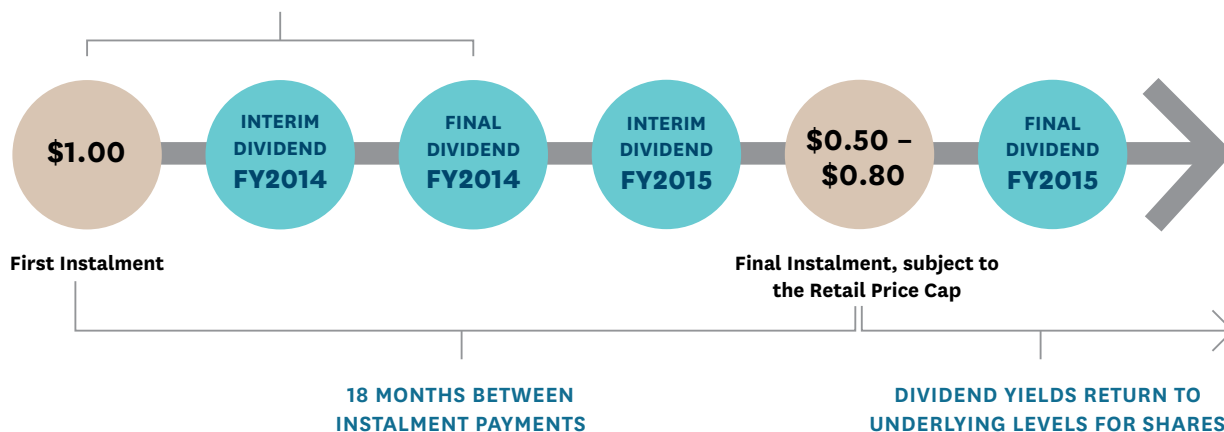 $1.00
INTERIM
DIVIDEND
FY2014
FINAL
DIVIDEND
FY2014
INTERIM
DIVIDEND
FY2015
$0.50 –
$0.80
FINAL
DIVIDEND
FY2015
First Instalment
Final Instalment, subject to
the Retail Price Cap
18 MONTHS BETWEEN
INSTALMENT PAYMENTS
DIVIDEND YIELDS RETURN TO
UNDERLYING LEVELS FOR SHARES